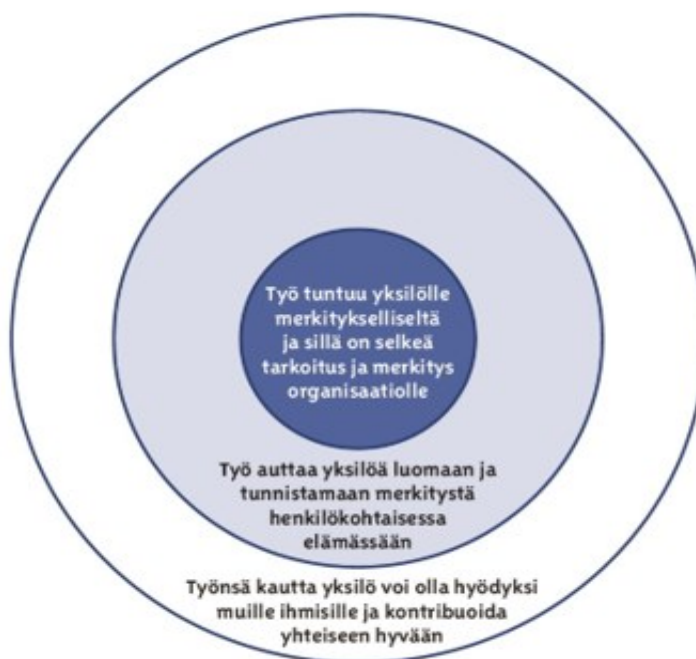 Työ tuntuu yksilölle
merkitykselliseltä
ja sillä on selkeä
tarkoitus ja merkitys
organisaatiolle
Työ auttaa yksilöä luomaan ja
tunnistamaan merkitystä
henkilökohtaisessa
elämässään
Työnsä kautta yksilö voi olla hyödyksi
muille ihmisille ja kontribuoida
yhteiseen hyvään